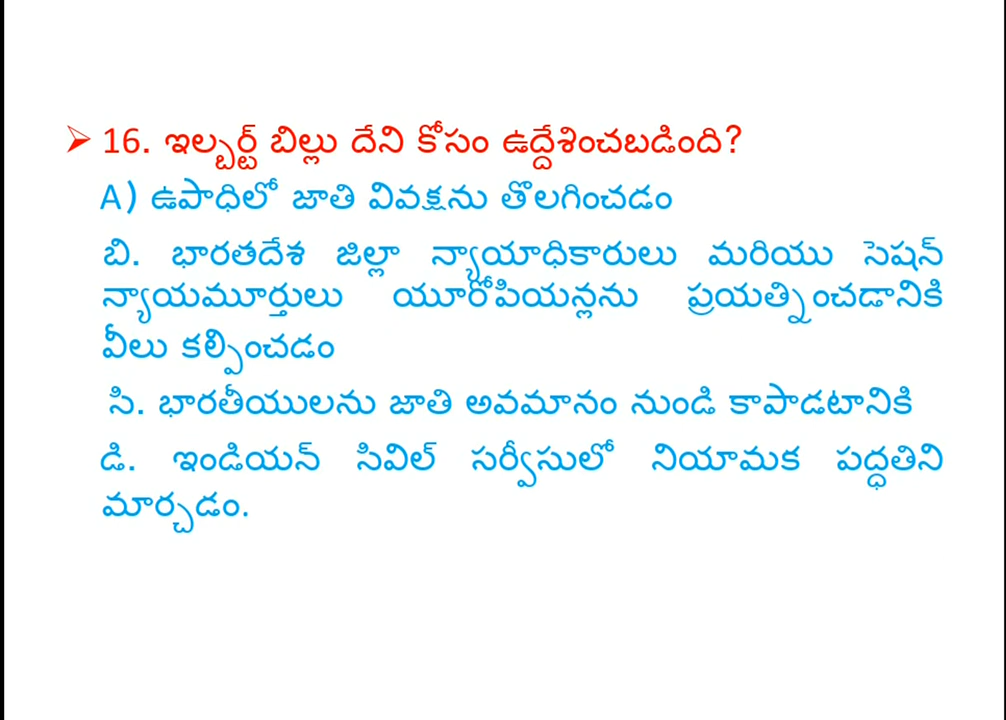 ➢ 16. ఇల్బర్ట్ బిల్లు దేని కోసం ఉద్దేశించబడింది?
A) ఉపాధిలో జాతి వివక్షను తొలగించడం
బి. భారతదేశ జిల్లా న్యాయాధికారులు మరియు సెషన్
న్యాయమూర్తులు యూరోపియన్లను ప్రయత్నించడానికి
వీలు కల్పించడం
సి. భారతీయులను జాతి అవమానం నుండి కాపాడటానికి
డి. ఇండియన్ సివిల్ సర్వీసులో నియామక పద్ధతిని
మార్చడం.